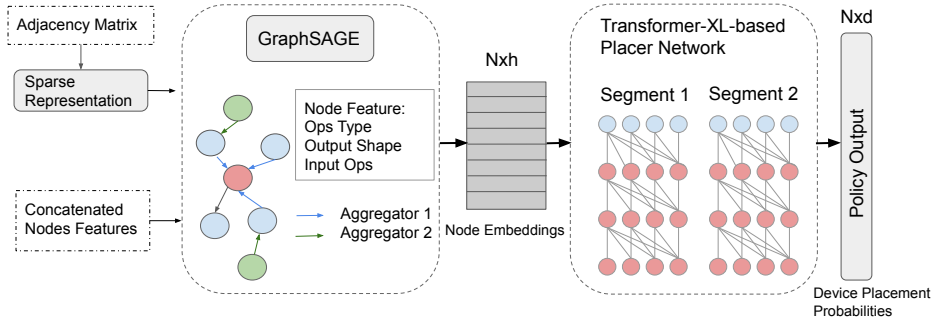 Adjacency Matrix
Sparse
Representation
Concatenated
Nodes Features
GraphSAGE
Node Feature:
Ops Type
Output Shape
Input Ops
Aggregator 1
Aggregator 2
Nxh
Node Embeddings
Transformer-XL-based
Placer Network
Segment 1
Segment 2
Nxd
Policy Output
Device Placement
Probabilities